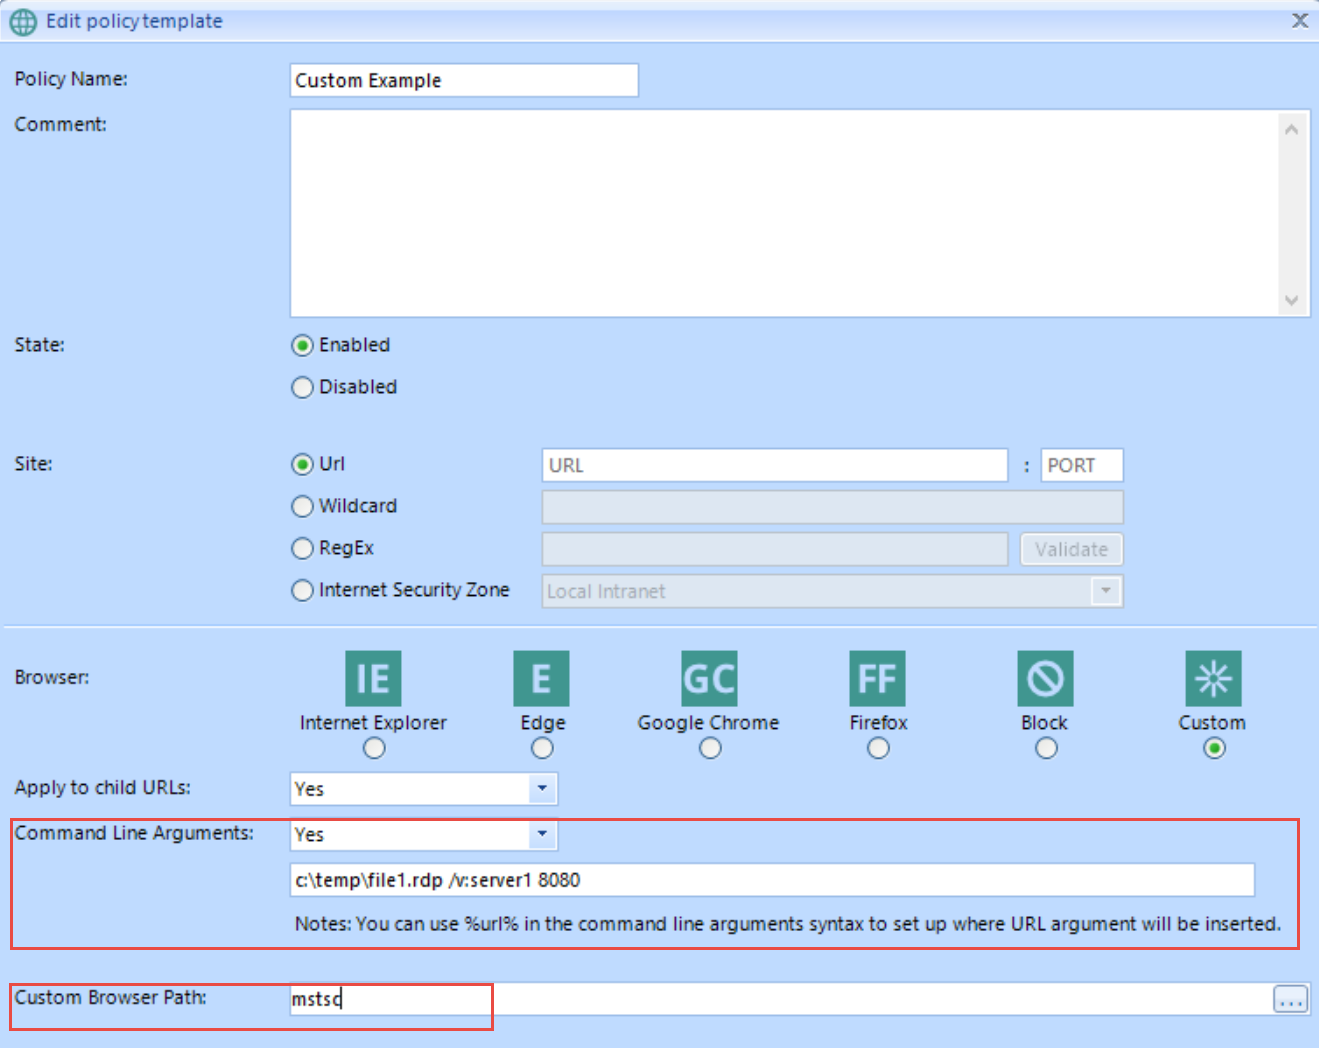 Edit policy template
Policy Name: Custom Example
Comment:
State: Enabled
Disabled
Site: Url URL : PORT
Wildcard
RegEx Validate
Internet Security Zone Local Intranet
IE E GC FF
Browser:
Internet Explorer Edge Google Chrome Firefox Block Custom
Apply to child URLs: Yes
Command Line Arguments: Yes
c:\temp\file1.rdp /v:server1 8080
Notes: You can use %url% in the command line arguments syntax to set up where URL argument will be inserted.
Custom Browser Path: mstsc ...